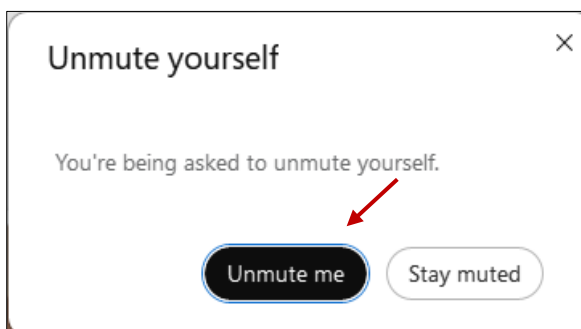 Unmute yourself
You're being asked to unmute yourself.
Unmute me
Stay muted